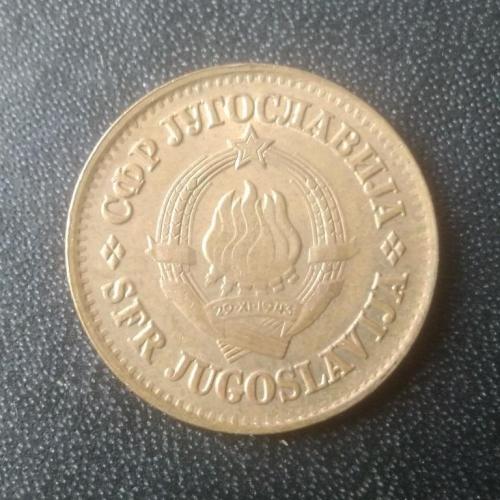 СФР ЈУГОСЛАВИЈА
29·XI·1943
SFR JUGOSLAVIJA